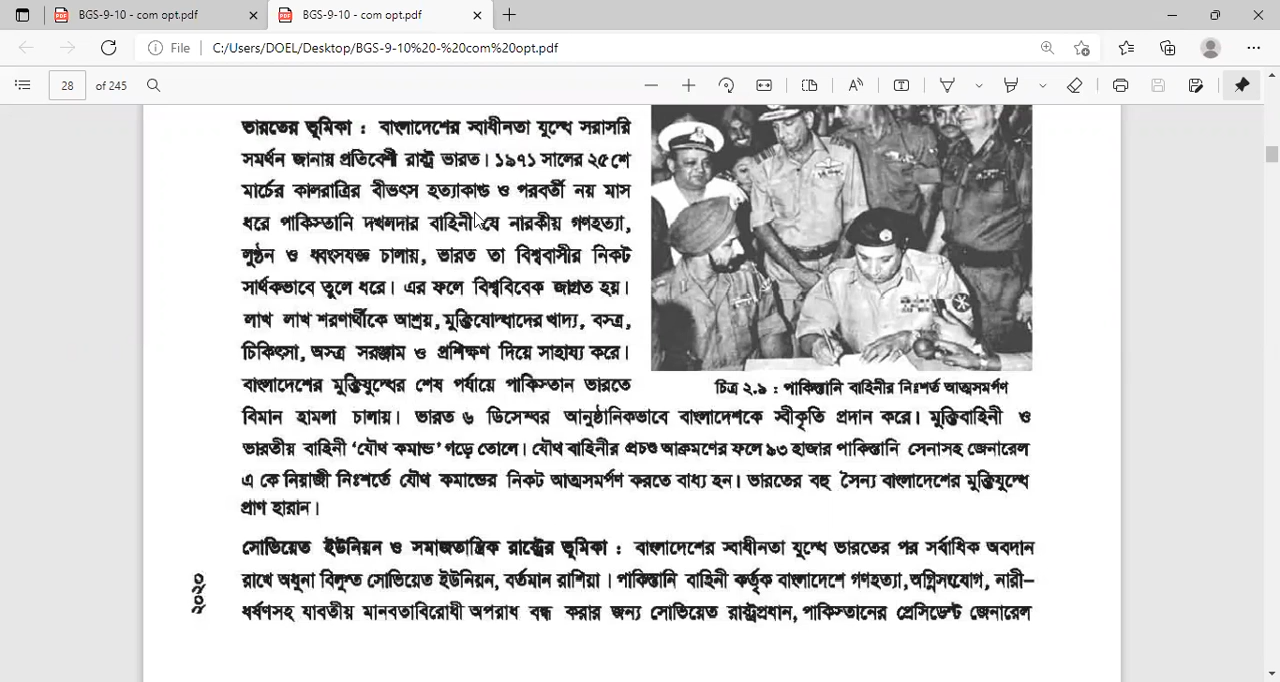 BGS-9-10 - com opt.pdf
BGS-9-10 - com opt.pdf
File
C:/Users/DOEL/Desktop/BGS-9-10%20-%20com%20opt.pdf
28 of 245
ভারতের ভূমিকা : বাংলাদেশের স্বাধীনতা যুদ্ধে সরাসরি
সমর্থন জানায় প্রতিবেশী রাষ্ট্র ভারত। ১৯৭১ সালের ২৫শে
মার্চের কালরাত্রির বীভৎস হত্যাকাণ্ড ও পরবর্তী নয় মাস
ধরে পাকিস্তানি দখলদার বাহিনী যে নারকীয় গণহত্যা,
লুণ্ঠন ও ধ্বংসযজ্ঞ চালায়, ভারত তা বিশ্ববাসীর নিকট
সার্থকভাবে তুলে ধরে। এর ফলে বিশ্ববিবেক জাগ্রত হয়।
লাখ লাখ শরণার্থীকে আশ্রয়, মুক্তিযোদ্ধাদের খাদ্য, বস্ত্র,
চিকিৎসা, অস্ত্র সরঞ্জাম ও প্রশিক্ষণ দিয়ে সাহায্য করে।
বাংলাদেশের মুক্তিযুদ্ধের শেষ পর্যায়ে পাকিস্তান ভারতে
চিত্র ২.৯ : পাকিস্তানি বাহিনীর নিঃশর্ত আত্মসমর্পণ
বিমান হামলা চালায়। ভারত ৬ ডিসেম্বর আনুষ্ঠানিকভাবে বাংলাদেশকে স্বীকৃতি প্রদান করে। মুক্তিবাহিনী ও
ভারতীয় বাহিনী ‘যৌথ কমান্ড’ গড়ে তোলে। যৌথ বাহিনীর প্রচণ্ড আক্রমণের ফলে ৯৩ হাজার পাকিস্তানি সেনাসহ জেনারেল
এ কে নিয়াজী নিঃশর্তে যৌথ কমান্ডের নিকট আত্মসমর্পণ করতে বাধ্য হন। ভারতের বহু সৈন্য বাংলাদেশের মুক্তিযুদ্ধে
প্রাণ হারান।
সোভিয়েত ইউনিয়ন ও সমাজতান্ত্রিক রাষ্ট্রের ভূমিকা : বাংলাদেশের স্বাধীনতা যুদ্ধে ভারতের পর সর্বাধিক অবদান
রাখে অধুনা বিলুপ্ত সোভিয়েত ইউনিয়ন, বর্তমান রাশিয়া। পাকিস্তানি বাহিনী কর্তৃক বাংলাদেশে গণহত্যা, অগ্নিসংযোগ, নারী–
ধর্ষণসহ যাবতীয় মানবতাবিরোধী অপরাধ বন্ধ করার জন্য সোভিয়েত রাষ্ট্রপ্রধান, পাকিস্তানের প্রেসিডেন্ট জেনারেল
২০২০